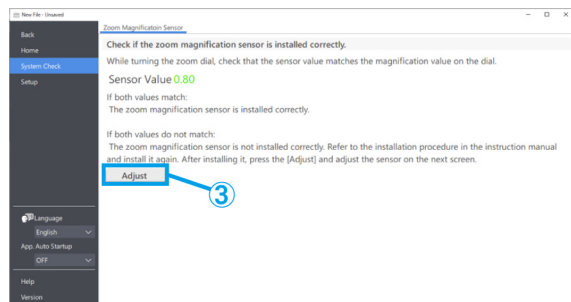 New File - Unsaved
Back
Home
System Check
Setup
Language
English
App. Auto Startup
OFF
Help
Version
Zoom Magnificatoin Sensor
Check if the zoom magnification sensor is installed correctly.
While turning the zoom dial, check that the sensor value matches the magnification value on the dial.
Sensor Value 0.80
If both values match:
The zoom magnification sensor is installed correctly.
If both values do not match:
The zoom magnification sensor is not installed correctly. Refer to the installation procedure in the instruction manual
and install it again. After installing it, press the [Adjust] and adjust the sensor on the next screen.
Adjust
③